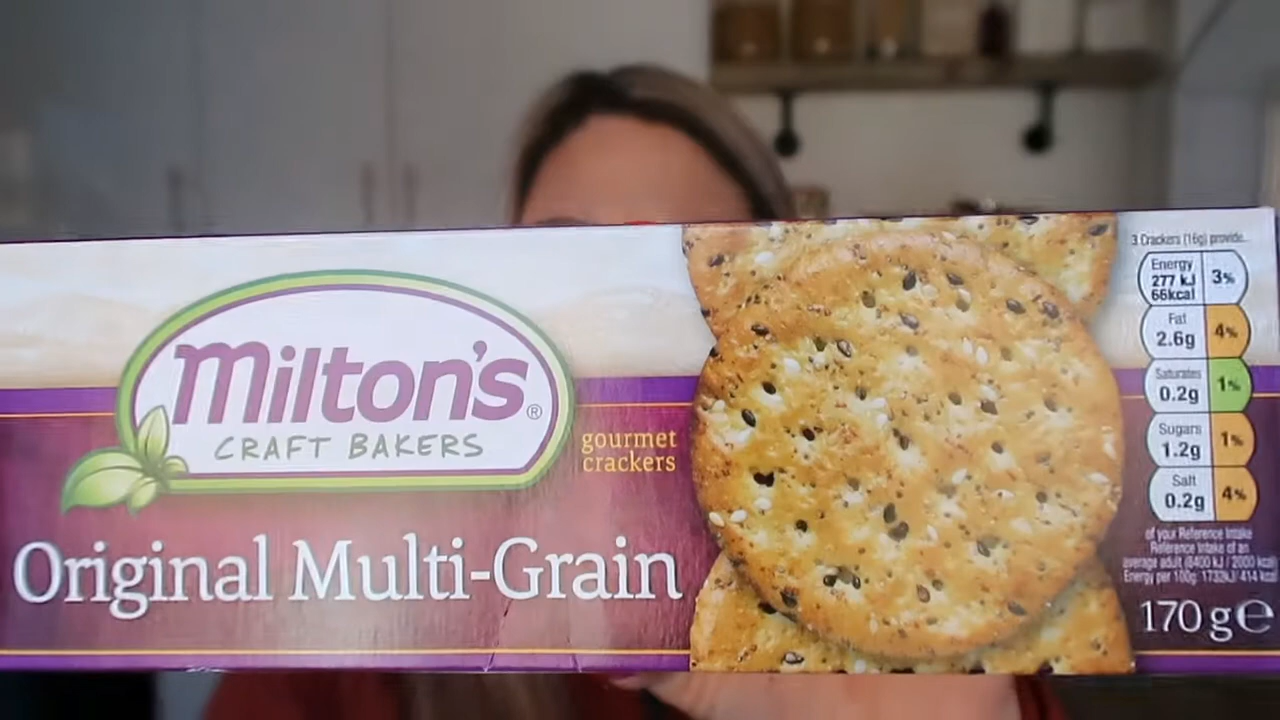 Milton's®
CRAFT BAKERS
gourmet
crackers
Original Multi-Grain
3 Crackers (16g) provide...
Energy
277 kJ
66kcal
3%
Fat
2.6g
4%
Saturates
0.2g
1%
Sugars
1.2g
1%
Salt
0.2g
4%
of your Reference Intake
Reference Intake of an
average adult (8400 kJ / 2000 kcal)
Energy per 100g: 1732kJ/ 414 kcal
170 g e